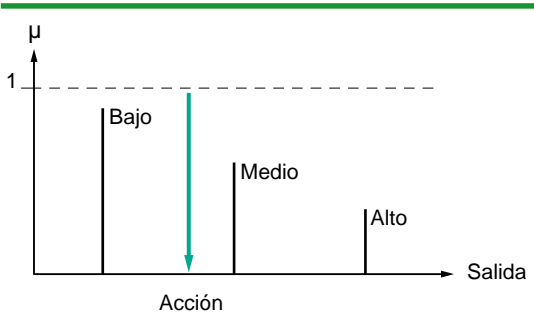 μ
1
Bajo
Medio
Alto
Salida
Acción